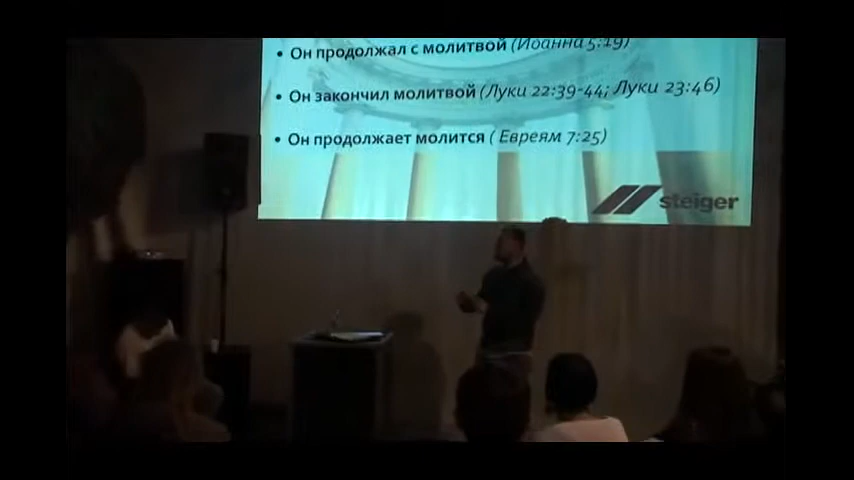 • Он продолжал с молитвой (Иоанна 5:19)
• Он закончил молитвой (Луки 22:39-44; Луки 23:46)
• Он продолжает молится ( Евреям 7:25)
steiger